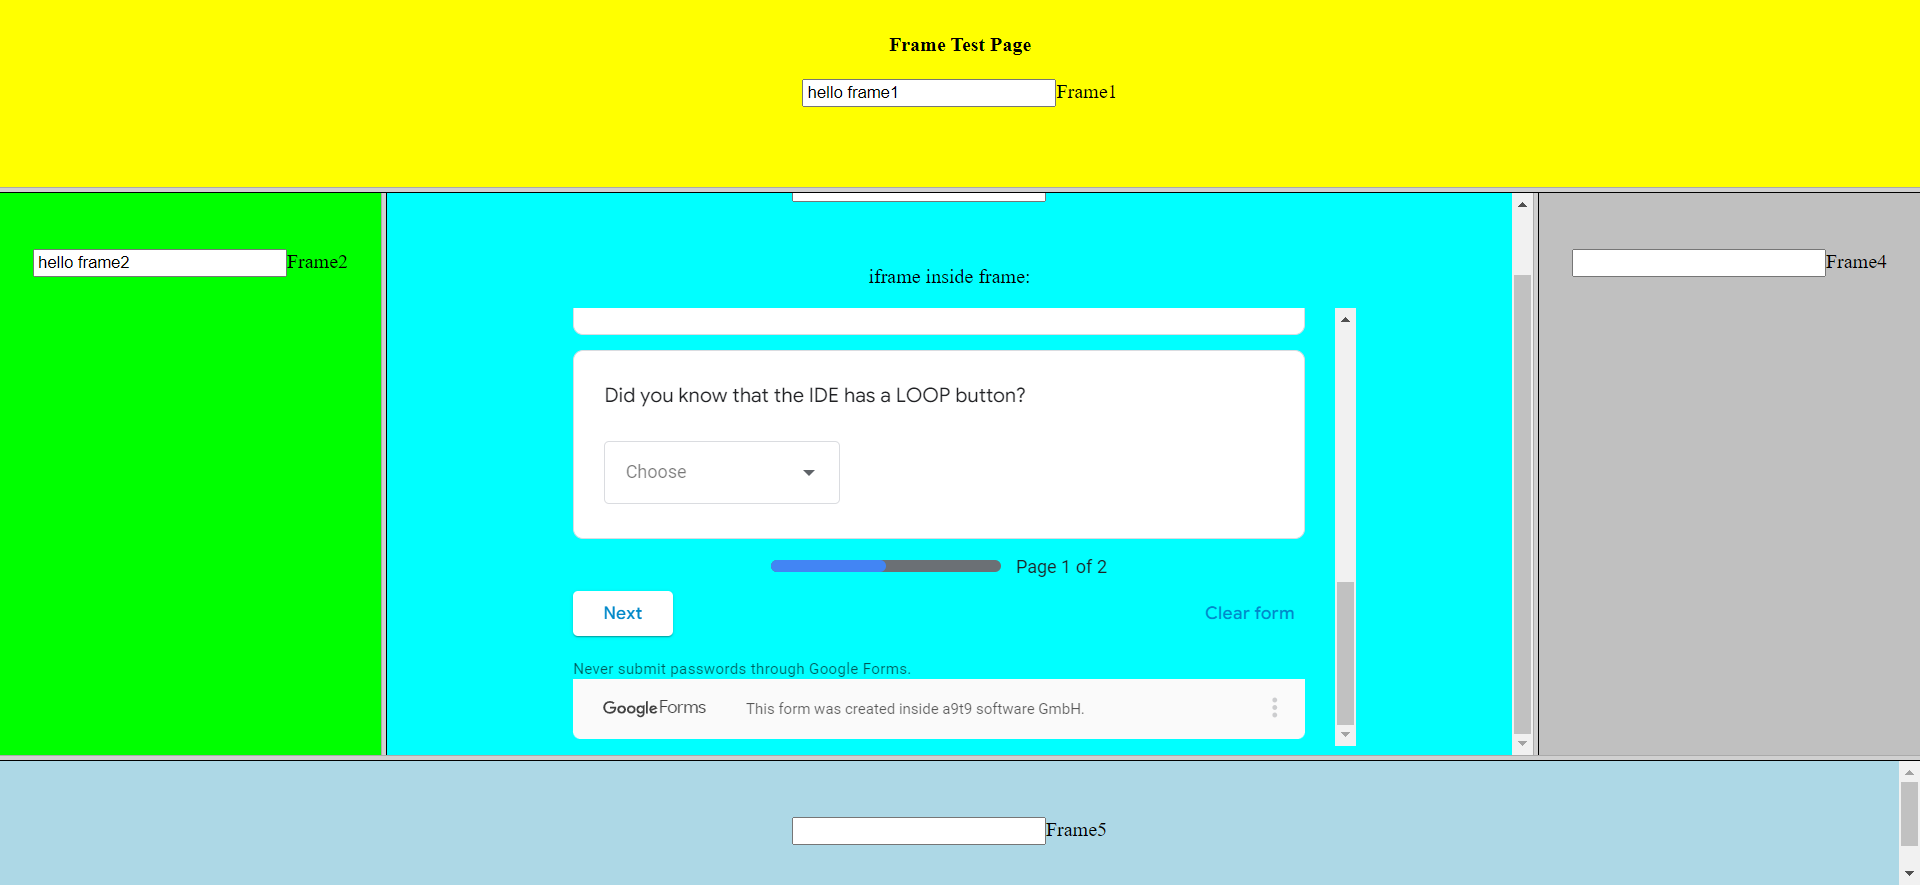 Frame Test Page
hello frame1 Frame1
hello frame2 Frame2
iframe inside frame:
Did you know that the IDE has a LOOP button?
Choose
Page 1 of 2
Next Clear form
Never submit passwords through Google Forms.
Google Forms This form was created inside a9t9 software GmbH.
Frame4
Frame5